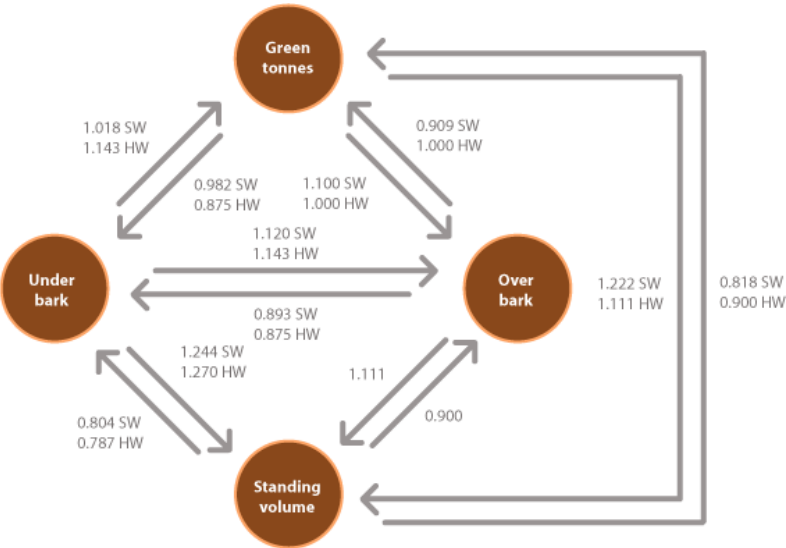 Green
tonnes
1.018 SW
1.143 HW
0.909 SW
1.000 HW
0.982 SW
0.875 HW
1.100 SW
1.000 HW
1.120 SW
1.143 HW
Under
bark
Over
bark
1.222 SW
1.111 HW
0.818 SW
0.900 HW
0.893 SW
0.875 HW
1.244 SW
1.270 HW
1.111
0.900
0.804 SW
0.787 HW
Standing
volume